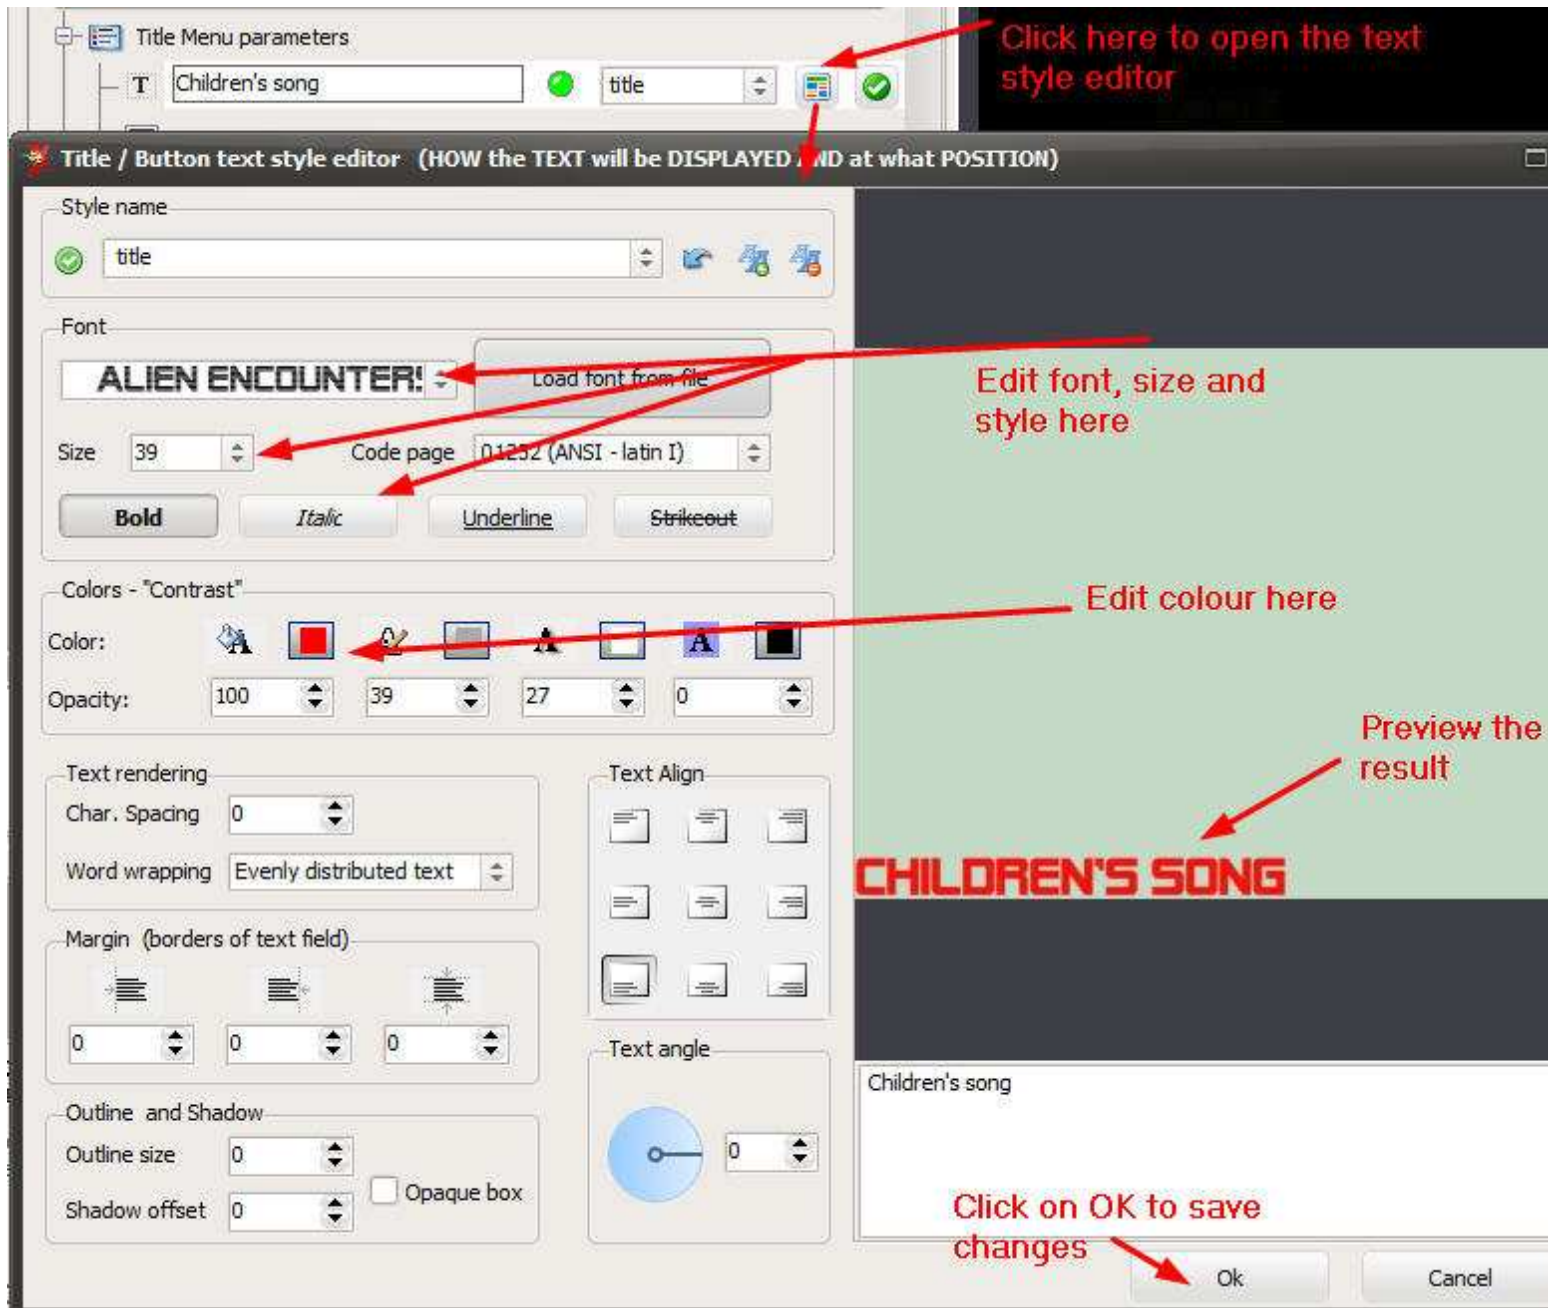 Title Menu parameters
T Children's song title
Click here to open the text
style editor
Title / Button text style editor (HOW the TEXT will be DISPLAYED AND at what POSITION)
Style name
title
Font
ALIEN ENCOUNTERS
Load font from file
Edit font, size and
style here
Size 39 Code page 01252 (ANSI - latin I)
Bold Italic Underline Strikeout
Colors - "Contrast"
Edit colour here
Color:
Opacity: 100 39 27 0
Preview the
result
Text rendering
Char. Spacing 0
Word wrapping Evenly distributed text
Text Align
CHILDREN'S SONG
Margin (borders of text field)
0 0 0
Text angle
0
Children's song
Outline and Shadow
Outline size 0
Opaque box
Shadow offset 0
Click on OK to save
changes
Ok Cancel